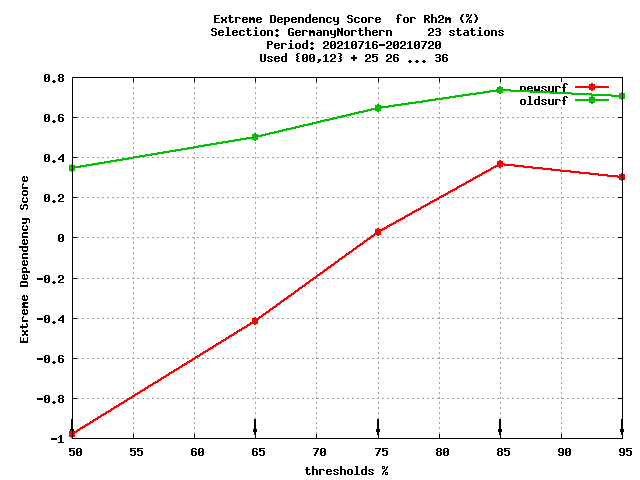 Extreme Dependency Score  for Rh2m (%)
Selection: GermanyNorthern     23 stations
Period: 20210716-20210720
Used {00,12} + 25 26 ... 36
newsurf
oldsurf
Extreme Dependency Score
0.8
0.6
0.4
0.2
0
-0.2
-0.4
-0.6
-0.8
-1
50 55 60 65 70 75 80 85 90 95
thresholds %